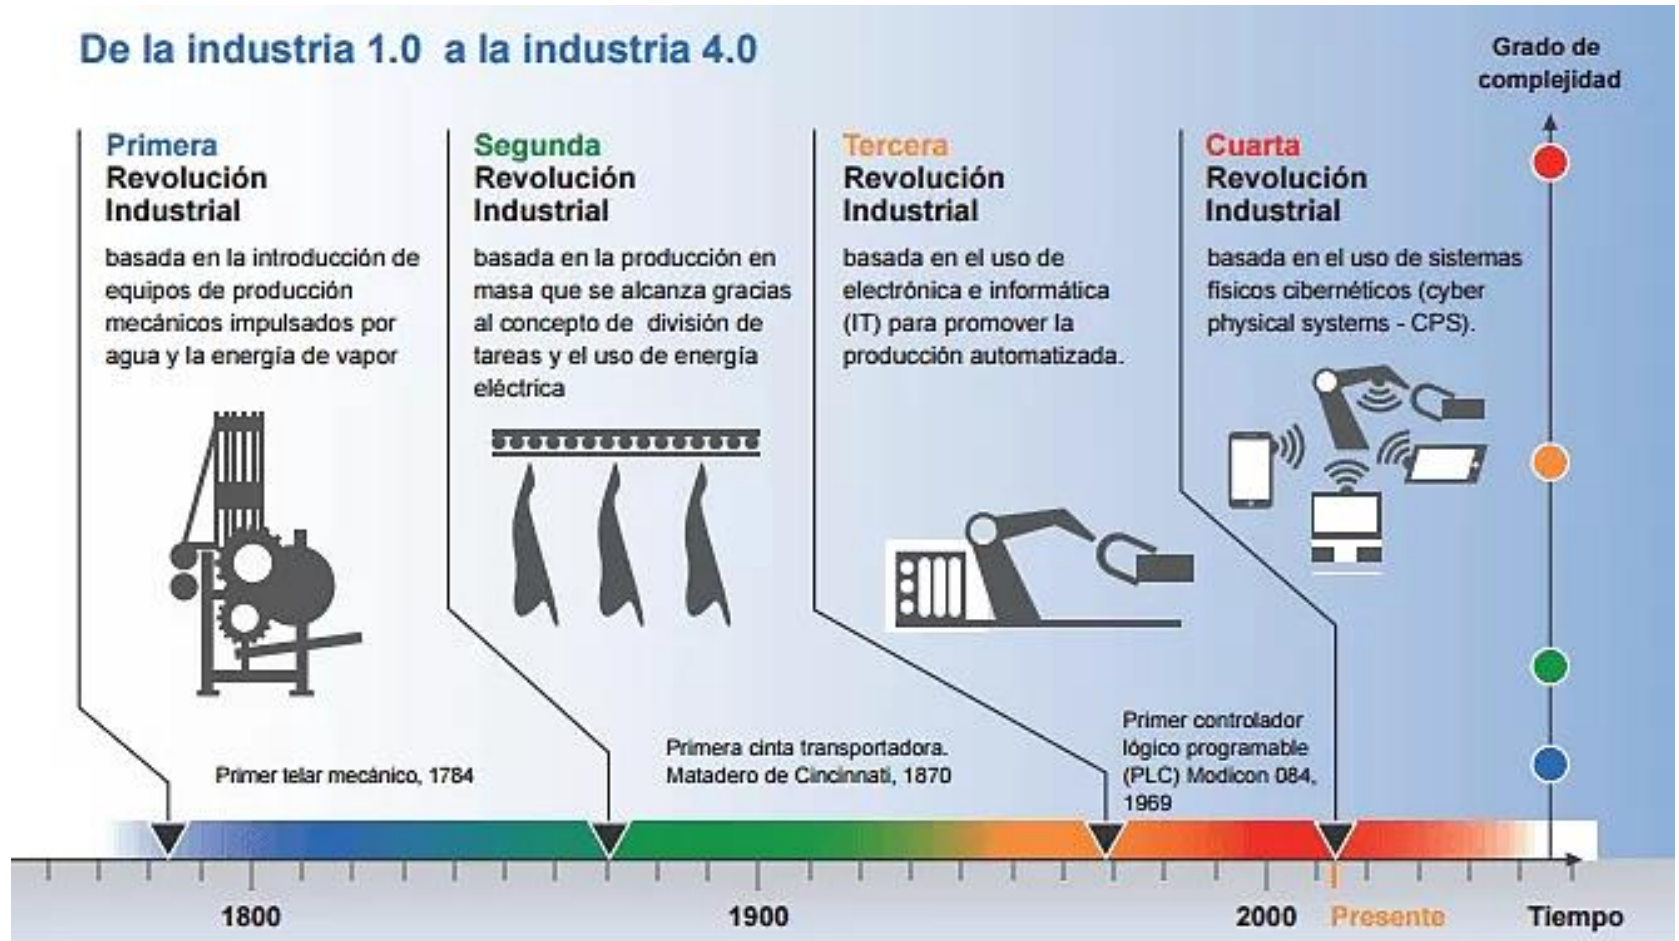 De la industria 1.0 a la industria 4.0
Grado de
complejidad
Primera
Revolución
Industrial
basada en la introducción de
equipos de producción
mecánicos impulsados por
agua y la energía de vapor
Segunda
Revolución
Industrial
basada en la producción en
masa que se alcanza gracias
al concepto de división de
tareas y el uso de energía
eléctrica
Tercera
Revolución
Industrial
basada en el uso de
electrónica e informática
(IT) para promover la
producción automatizada.
Cuarta
Revolución
Industrial
basada en el uso de sistemas
físicos cibernéticos (cyber
physical systems - CPS).
Primer telar mecánico, 1784
Primera cinta transportadora.
Matadero de Cincinnati, 1870
Primer controlador
lógico programable
(PLC) Modicon 084,
1969
1800
1900
2000
Presente
Tiempo